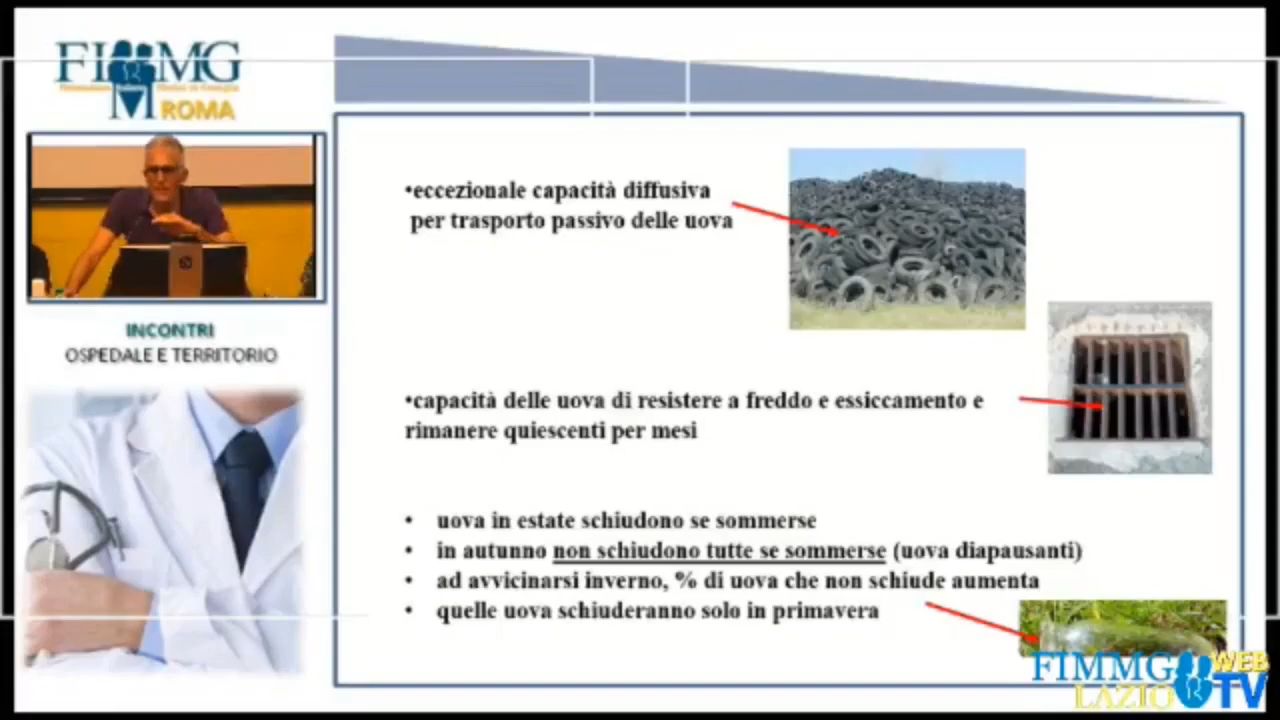 FIMMG
ROMA
INCONTRI
OSPEDALE E TERRITORIO
•eccezionale capacità diffusiva
per trasporto passivo delle uova
•capacità delle uova di resistere a freddo e essiccamento e
rimanere quiescenti per mesi
• uova in estate schiudono se sommerse
• in autunno non schiudono tutte se sommerse (uova diapausanti)
• ad avvicinarsi inverno, % di uova che non schiude aumenta
• quelle uova schiuderanno solo in primavera
FIMMG WEB
LAZIO TV